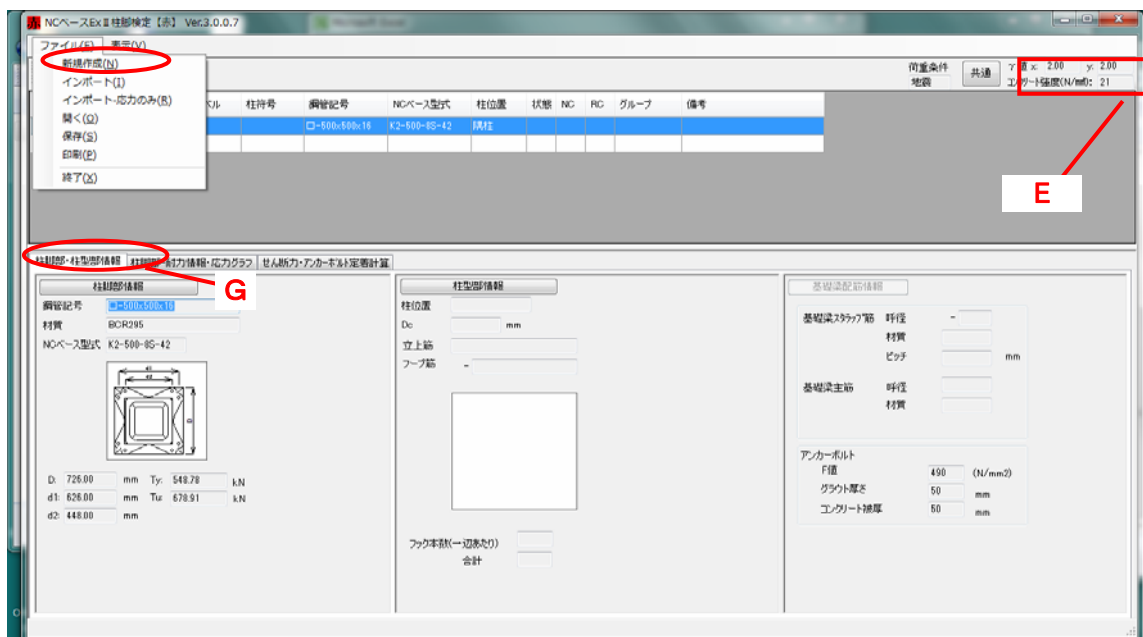 NCベースEXⅢ柱脚検定【赤】 Ver.3.0.0.7
ファイル(F) 表示(V)
新規作成(N)
インポート(I)
インポート-応力のみ(R)
開く(O)
保存(S)
印刷(P)
終了(X)
荷重条件
地震
共通
x: 2.00 y: 2.00
コンクリート強度(N/mm2): 21
柱符号 鋼管記号 NCベース型式 柱位置 状態 NC RC グループ 備考
□-500x500x16 K2-500-8S-42 隅柱
E
柱脚部・柱型部情報
せん断力・アンカーボルト定着計算
G
柱脚部情報
鋼管記号 □-500x500x16
材質 BCR295
NCベース型式 K2-500-8S-42
d1
d2
D
D: 726.00 mm Ty: 548.78 kN
d1: 626.00 mm Tu: 678.91 kN
d2: 448.00 mm
柱型部情報
柱位置
Dc mm
立上筋
フープ筋 -
フック本数(一辺あたり)
合計
基礎梁配筋情報
基礎梁スタラップ筋 呼径 -
材質
ピッチ mm
基礎梁主筋 呼径
材質
アンカーボルト
F値 490 (N/mm2)
グラウト厚さ 50 mm
コンクリート被厚 50 mm